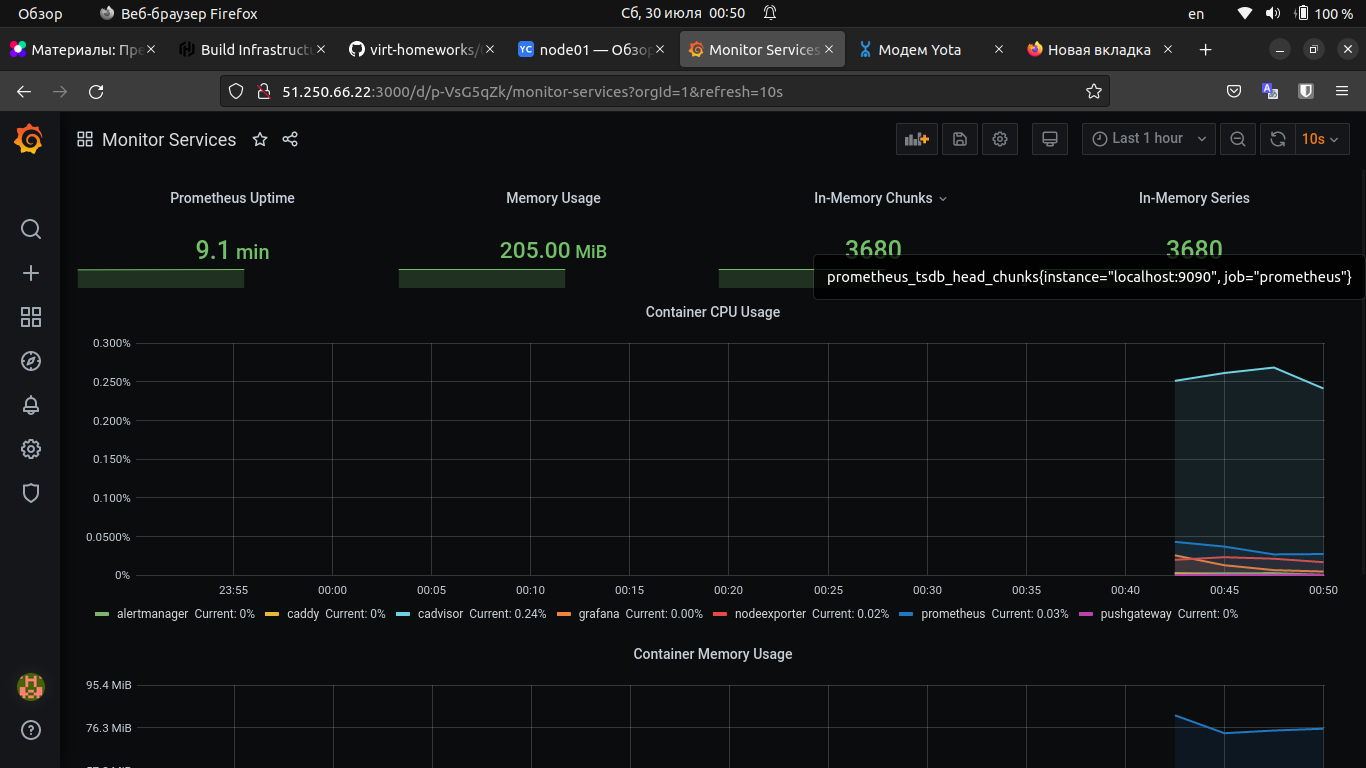 Обзор Веб-браузер Firefox Сб, 30 июля 00:50 en 100 %
Материалы: Пре Build Infrastructu virt-homeworks/ node01 — Обзор Monitor Services Модем Yota Новая вкладка
51.250.66.22:3000/d/p-VsG5qZk/monitor-services?orgId=1&refresh=10s
Monitor Services Last 1 hour 10s
Prometheus Uptime Memory Usage In-Memory Chunks In-Memory Series
9.1 min 205.00 MiB 3680 3680
prometheus_tsdb_head_chunks{instance="localhost:9090", job="prometheus"}
Container CPU Usage
0.300%
0.250%
0.200%
0.150%
0.100%
0.0500%
0%
23:55 00:00 00:05 00:10 00:15 00:20 00:25 00:30 00:35 00:40 00:45 00:50
alertmanager Current: 0% caddy Current: 0% cadvisor Current: 0.24% grafana Current: 0.00% nodeexporter Current: 0.02% prometheus Current: 0.03% pushgateway Current: 0%
Container Memory Usage
95.4 MiB
76.3 MiB